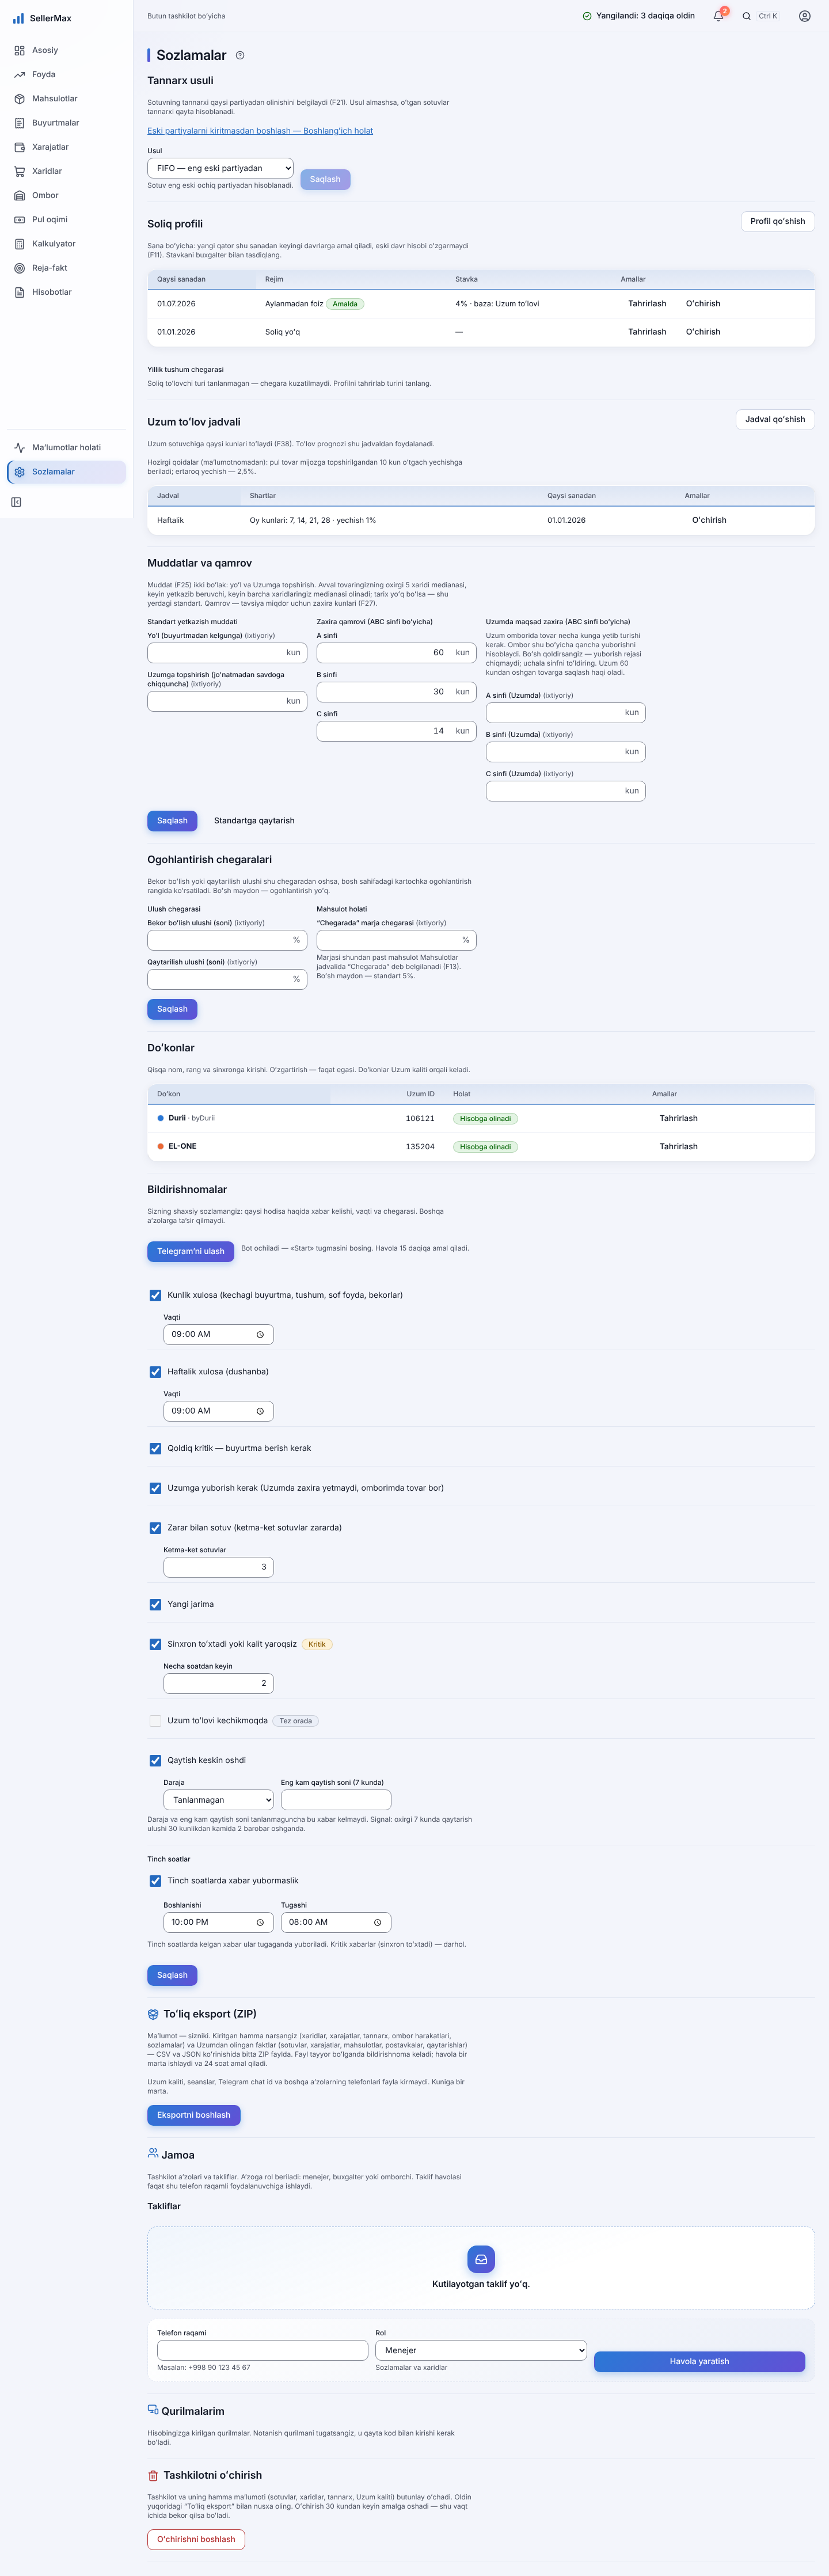 SellerMax
Butun tashkilot bo'yicha
Yangilandi: 3 daqiqa oldin
2
Ctrl K
Asosiy
Foyda
Mahsulotlar
Buyurtmalar
Xarajatlar
Xaridlar
Ombor
Pul oqimi
Kalkulyator
Reja-fakt
Hisobotlar
Ma'lumotlar holati
Sozlamalar
Sozlamalar
Tannarx usuli
Sotuvning tannarxi qaysi partiyadan olinishini belgilaydi (F21). Usul almashsa, o'tgan sotuvlar
tannarxi qayta hisoblanadi.
Eski partiyalarni kiritmasdan boshlash — Boshlang'ich holat
Usul
FIFO — eng eski partiyadan
Saqlash
Sotuv eng eski ochiq partiyadan hisoblanadi.
Soliq profili
Profil qo'shish
Sana bo'yicha: yangi qator shu sanadan keyingi davrlarga amal qiladi, eski davr hisobi o'zgarmaydi
(F11). Stavkani buxgalter bilan tasdiqlang.
Qaysi sanadan Rejim Stavka Amallar
01.07.2026 Aylanmadan foiz Amalda 4% · baza: Uzum to'lovi Tahrirlash O'chirish
01.01.2026 Soliq yo'q — Tahrirlash O'chirish
Yillik tushum chegarasi
Soliq to'lovchi turi tanlanmagan — chegara kuzatilmaydi. Profilni tahrirlab turini tanlang.
Uzum to'lov jadvali
Jadval qo'shish
Uzum sotuvchiga qaysi kunlari to'laydi (F38). To'lov prognozi shu jadvaldan foydalanadi.
Hozirgi qoidalar (ma'lumotnoma): pul tovar mijozga topshirilgandan 10 kun o'tgach yechishga
beriladi; ertaroq yechish — 2,5%.
Jadval Shartlar Qaysi sanadan Amallar
Haftalik Oy kunlari: 7, 14, 21, 28 · yechish 1% 01.01.2026 O'chirish
Muddatlar va qamrov
Muddat (F25) ikki bo'lak: yo'l va Uzumga topshirish. Avval tovaringizning oxirgi 5 xaridi medianasi,
keyin yetkazib beruvchi, keyin barcha xaridlaringiz medianasi olinadi; tarix yo'q bo'lsa — shu
yerdagi standart. Qamrov — tavsiya miqdor uchun zaxira kunlari (F27).
Standart yetkazish muddati
Yo'l (buyurtmadan kelgunga) (ixtiyoriy)
kun
Uzumga topshirish (jo'natmadan savdoga
chiqquncha) (ixtiyoriy)
kun
Zaxira qamrovi (ABC sinfi bo'yicha)
A sinfi
60 kun
B sinfi
30 kun
C sinfi
14 kun
Uzumda maqsad zaxira (ABC sinfi bo'yicha)
Uzum omborida tovar necha kunga yetib turishi
kerak. Ombor shu bo'yicha qancha yuborishni
hisoblaydi. Bo'sh qoldirsangiz — yuborish rejasi
chiqmaydi; uchala sinfni to'ldiring. Uzum 60
kundan oshgan tovarga saqlash haqi oladi.
A sinfi (Uzumda) (ixtiyoriy)
kun
B sinfi (Uzumda) (ixtiyoriy)
kun
C sinfi (Uzumda) (ixtiyoriy)
kun
Saqlash
Standartga qaytarish
Ogohlantirish chegaralari
Bekor bo'lish yoki qaytarilish ulushi shu chegaradan oshsa, bosh sahifadagi kartochka ogohlantirish
rangida ko'rsatiladi. Bo'sh maydon — ogohlantirish yo'q.
Ulush chegarasi
Bekor bo'lish ulushi (soni) (ixtiyoriy)
%
Qaytarilish ulushi (soni) (ixtiyoriy)
%
Mahsulot holati
"Chegarada" marja chegarasi (ixtiyoriy)
%
Marjasi shundan past mahsulot Mahsulotlar
jadvalida "Chegarada" deb belgilanadi (F13).
Bo'sh maydon — standart 5%.
Saqlash
Do'konlar
Qisqa nom, rang va sinxronga kirishi. O'zgartirish — faqat egasi. Do'konlar Uzum kaliti orqali keladi.
Do'kon Uzum ID Holat Amallar
Durii · byDurii 106121 Hisobga olinadi Tahrirlash
EL-ONE 135204 Hisobga olinadi Tahrirlash
Bildirishnomalar
Sizning shaxsiy sozlamangiz: qaysi hodisa haqida xabar kelishi, vaqti va chegarasi. Boshqa
a'zolarga ta'sir qilmaydi.
Telegram'ni ulash
Bot ochiladi — «Start» tugmasini bosing. Havola 15 daqiqa amal qiladi.
Kunlik xulosa (kechagi buyurtma, tushum, sof foyda, bekorlar)
Vaqti
09:00 AM
Haftalik xulosa (dushanba)
Vaqti
09:00 AM
Qoldiq kritik — buyurtma berish kerak
Uzumga yuborish kerak (Uzumda zaxira yetmaydi, omborimda tovar bor)
Zarar bilan sotuv (ketma-ket sotuvlar zararda)
Ketma-ket sotuvlar
3
Yangi jarima
Sinxron to'xtadi yoki kalit yaroqsiz Kritik
Necha soatdan keyin
2
Uzum to'lovi kechikmoqda Tez orada
Qaytish keskin oshdi
Daraja
Tanlanmagan
Eng kam qaytish soni (7 kunda)
Daraja va eng kam qaytish soni tanlanmaguncha bu xabar kelmaydi. Signal: oxirgi 7 kunda qaytarish
ulushi 30 kunlikdan kamida 2 barobar oshganda.
Tinch soatlar
Tinch soatlarda xabar yubormaslik
Boshlanishi
10:00 PM
Tugashi
08:00 AM
Tinch soatlarda kelgan xabar ular tugaganda yuboriladi. Kritik xabarlar (sinxron to'xtadi) — darhol.
Saqlash
To'liq eksport (ZIP)
Ma'lumot — sizniki. Kiritgan hamma narsangiz (xaridlar, xarajatlar, tannarx, ombor harakatlari,
sozlamalar) va Uzumdan olingan faktlar (sotuvlar, xarajatlar, mahsulotlar, postavkalar, qaytarishlar)
— CSV va JSON ko'rinishida bitta ZIP faylda. Fayl tayyor bo'lganda bildirishnoma keladi; havola bir
marta ishlaydi va 24 soat amal qiladi.
Uzum kaliti, seanslar, Telegram chat id va boshqa a'zolarning telefonlari faylga kirmaydi. Kuniga bir
marta.
Eksportni boshlash
Jamoa
Tashkilot a'zolari va takliflar. A'zoga rol beriladi: menejer, buxgalter yoki omborchi. Taklif havolasi
faqat shu telefon raqamli foydalanuvchiga ishlaydi.
Takliflar
Kutilayotgan taklif yo'q.
Telefon raqami
Masalan: +998 90 123 45 67
Rol
Menejer
Sozlamalar va xaridlar
Havola yaratish
Qurilmalarim
Hisobingizga kirilgan qurilmalar. Notanish qurilmani tugatsangiz, u qayta kod bilan kirishi kerak
bo'ladi.
Tashkilotni o'chirish
Tashkilot va uning hamma ma'lumoti (sotuvlar, xaridlar, tannarx, Uzum kaliti) butunlay o'chadi. Oldin
yuqoridagi "To'liq eksport" bilan nusxa oling. O'chirish 30 kundan keyin amalga oshadi — shu vaqt
ichida bekor qilsa bo'ladi.
O'chirishni boshlash